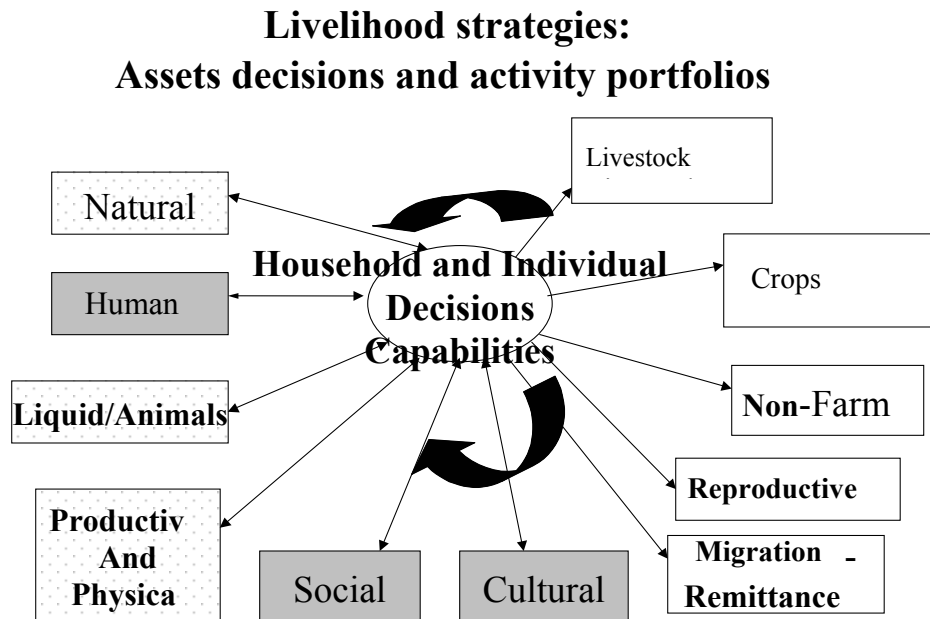 Livelihood strategies:
Assets decisions and activity portfolios
Livestock
Natural
Household and Individual
Decisions
Capabilities
Crops
Human
Liquid/Animals
Non-Farm
Reproductive
Productiv
And
Physica
Social
Cultural
Migration -
Remittance